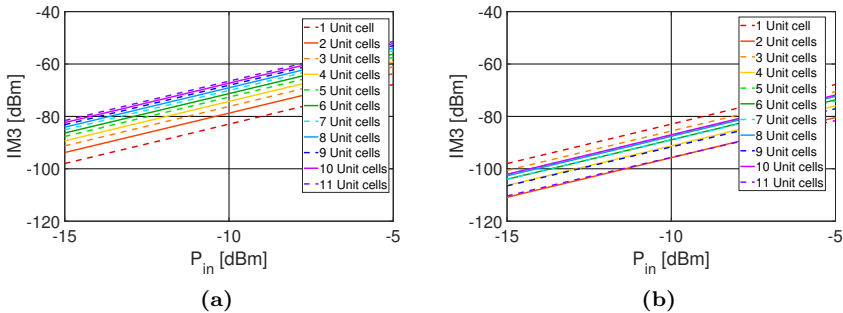 -40
-60
-80
-100
-120
IM3 [dBm]
-15
-10
-5
P_in [dBm]
1 Unit cell
2 Unit cells
3 Unit cells
4 Unit cells
5 Unit cells
6 Unit cells
7 Unit cells
8 Unit cells
9 Unit cells
10 Unit cells
11 Unit cells
(a)
-40
-60
-80
-100
-120
IM3 [dBm]
-15
-10
-5
P_in [dBm]
1 Unit cell
2 Unit cells
3 Unit cells
4 Unit cells
5 Unit cells
6 Unit cells
7 Unit cells
8 Unit cells
9 Unit cells
10 Unit cells
11 Unit cells
(b)